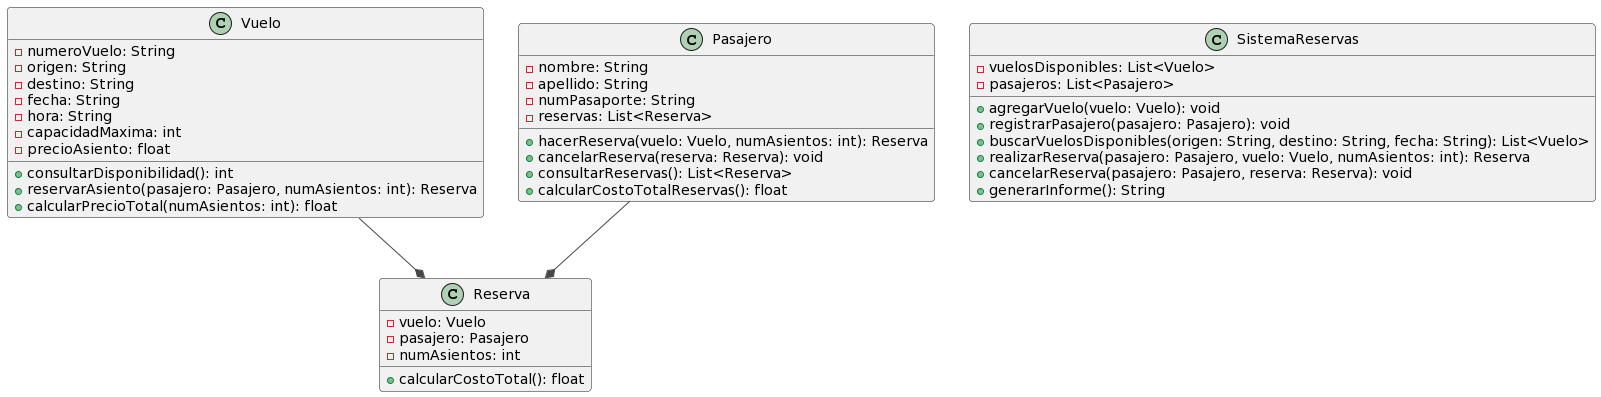 C Vuelo
numeroVuelo: String
origen: String
destino: String
fecha: String
hora: String
capacidadMaxima: int
precioAsiento: float
consultarDisponibilidad(): int
reservarAsiento(pasajero: Pasajero, numAsientos: int): Reserva
calcularPrecioTotal(numAsientos: int): float
C Pasajero
nombre: String
apellido: String
numPasaporte: String
reservas: List<Reserva>
hacerReserva(vuelo: Vuelo, numAsientos: int): Reserva
cancelarReserva(reserva: Reserva): void
consultarReservas(): List<Reserva>
calcularCostoTotalReservas(): float
C SistemaReservas
vuelosDisponibles: List<Vuelo>
pasajeros: List<Pasajero>
agregarVuelo(vuelo: Vuelo): void
registrarPasajero(pasajero: Pasajero): void
buscarVuelosDisponibles(origen: String, destino: String, fecha: String): List<Vuelo>
realizarReserva(pasajero: Pasajero, vuelo: Vuelo, numAsientos: int): Reserva
cancelarReserva(pasajero: Pasajero, reserva: Reserva): void
generarInforme(): String
C Reserva
vuelo: Vuelo
pasajero: Pasajero
numAsientos: int
calcularCostoTotal(): float